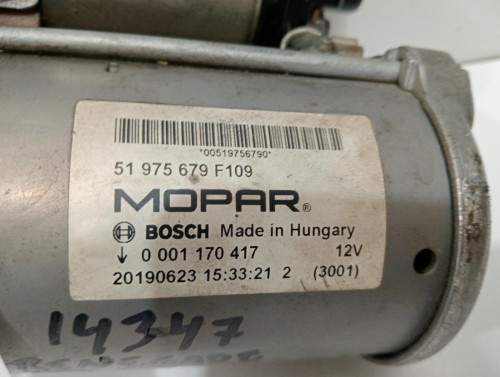 *00519756790*
51 975 679 F109
MOPAR®
BOSCH Made in Hungary
↓ 0 001 170 417 12V
20190623 15:33:21 2 (3001)
14347
RENEGADE